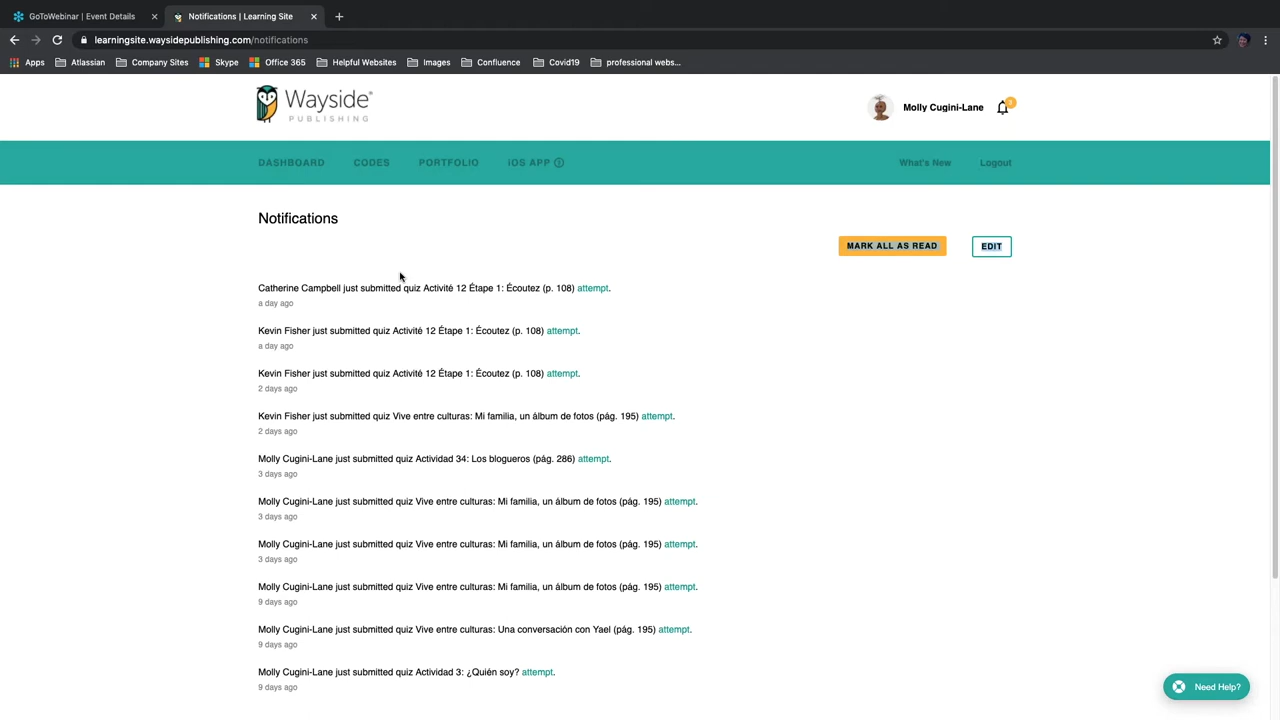 GoToWebinar | Event Details
Notifications | Learning Site
learningsite.waysidepublishing.com/notifications
Apps Atlassian Company Sites Skype Office 365 Helpful Websites Images Confluence Covid19 professional webs...
Wayside
PUBLISHING
Molly Cugini-Lane
DASHBOARD CODES PORTFOLIO iOS APP
What's New Logout
Notifications
MARK ALL AS READ EDIT
Catherine Campbell just submitted quiz Activité 12 Étape 1: Écoutez (p. 108) attempt.
a day ago
Kevin Fisher just submitted quiz Activité 12 Étape 1: Écoutez (p. 108) attempt.
a day ago
Kevin Fisher just submitted quiz Activité 12 Étape 1: Écoutez (p. 108) attempt.
2 days ago
Kevin Fisher just submitted quiz Vive entre culturas: Mi familia, un álbum de fotos (pág. 195) attempt.
2 days ago
Molly Cugini-Lane just submitted quiz Actividad 34: Los blogueros (pág. 286) attempt.
3 days ago
Molly Cugini-Lane just submitted quiz Vive entre culturas: Mi familia, un álbum de fotos (pág. 195) attempt.
3 days ago
Molly Cugini-Lane just submitted quiz Vive entre culturas: Mi familia, un álbum de fotos (pág. 195) attempt.
3 days ago
Molly Cugini-Lane just submitted quiz Vive entre culturas: Mi familia, un álbum de fotos (pág. 195) attempt.
9 days ago
Molly Cugini-Lane just submitted quiz Vive entre culturas: Una conversación con Yael (pág. 195) attempt.
9 days ago
Molly Cugini-Lane just submitted quiz Actividad 3: ¿Quién soy? attempt.
9 days ago
Need Help?